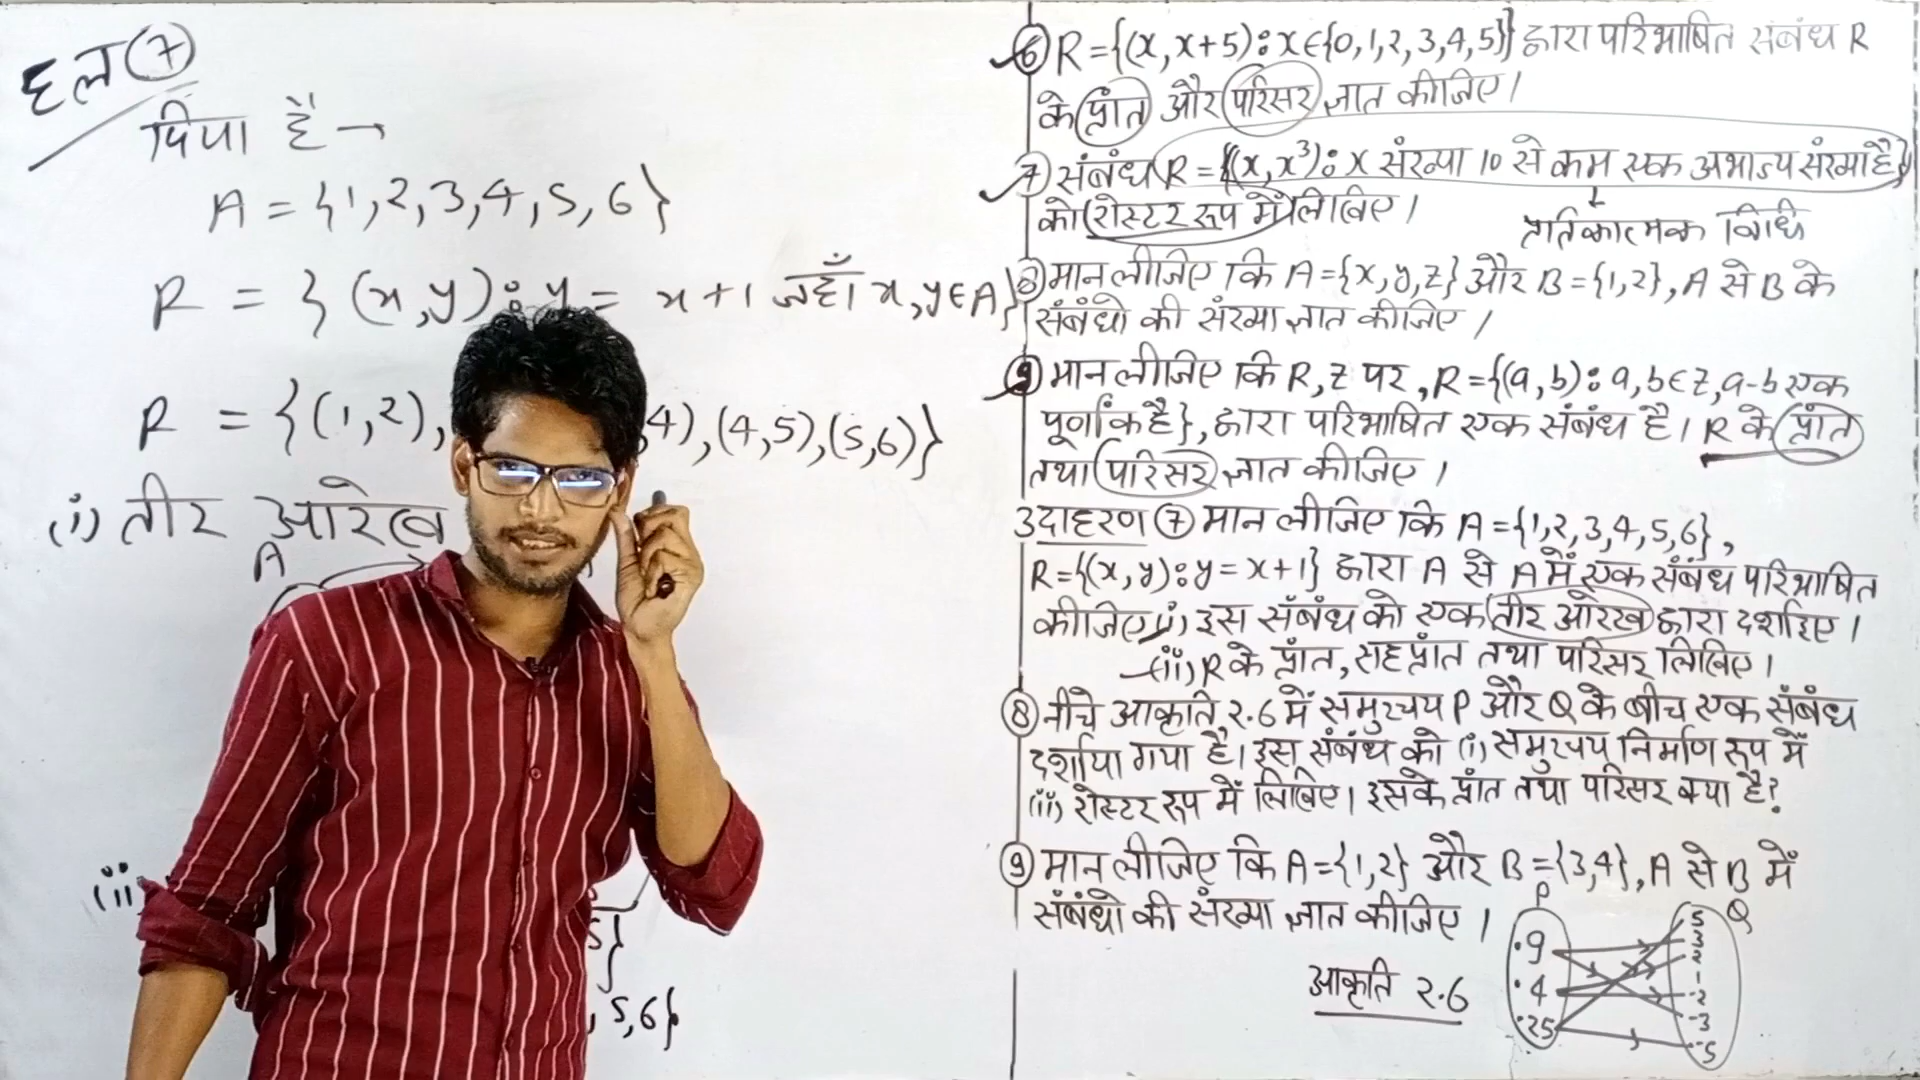 हल ⑦
दिया है →
A = {1,2,3,4,5,6}
R = {(x,y): y = x+1 जहाँ x,y∈A}
R = {(1,2), 4),(4,5),(5,6)}
(i) तीर आरेख
A
(ii)
5}
,5,6}
⑥ R={(x,x+5):x∈{0,1,2,3,4,5}} द्वारा परिभाषित संबंध R
के प्रांत और परिसर ज्ञात कीजिए।
⑦ संबंध R={(x,x³):x संख्या 10 से कम एक अभाज्य संख्या है}
को रोस्टर रूप में लिखिए।
⑧ मान लीजिए कि A={x,y,z} और B={1,2}, A से B के
संबंधों की संख्या ज्ञात कीजिए।
⑨ मान लीजिए कि R, Z पर, R={(a,b):a,b∈Z,a-b एक
पूर्णांक है}, द्वारा परिभाषित एक संबंध है। R के प्रांत
तथा परिसर ज्ञात कीजिए।
उदाहरण ⑦ मान लीजिए कि A={1,2,3,4,5,6},
R={(x,y):y=x+1} द्वारा A से A में एक संबंध परिभाषित
कीजिए (i) इस संबंध को एक तीर आरेख द्वारा दर्शाइए।
(ii) R के प्रांत, सहप्रांत तथा परिसर लिखिए।
⑧ नीचे आकृति 2.6 में समुच्चय P और Q के बीच एक संबंध
दर्शाया गया है। इस संबंध को (i) समुच्चय निर्माण रूप में
(ii) रोस्टर रूप में लिखिए। इसके प्रांत तथा परिसर क्या है?
⑨ मान लीजिए कि A={1,2} और B={3,4}, A से B में
संबंधों की संख्या ज्ञात कीजिए।
आकृति 2.6
P
.9
.4
.25
Q
5
3
2
1
-2
-3
-5